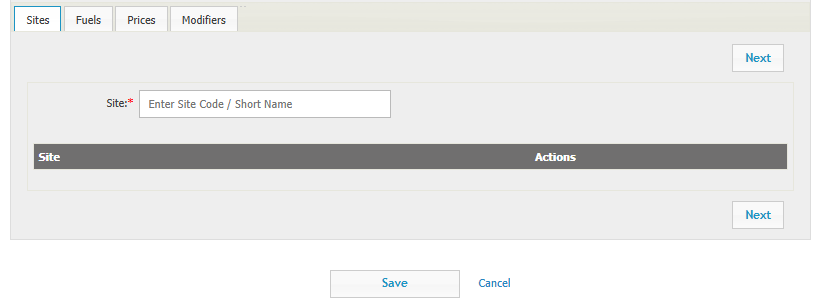 Sites Fuels Prices Modifiers
Next
Site:* Enter Site Code / Short Name
Site Actions
Next
Save Cancel